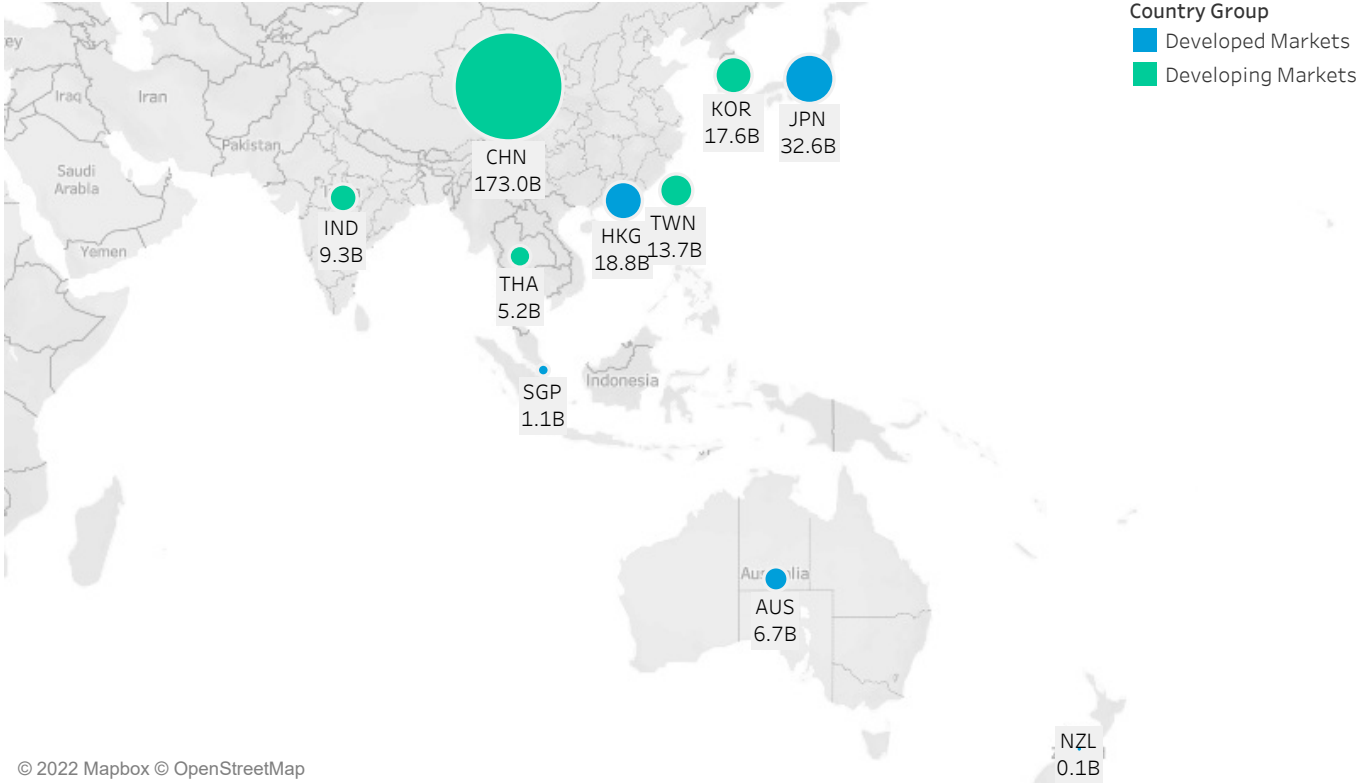 Country Group
Developed Markets
Developing Markets
Iraq
Iran
Pakistan
Saudi
Arabia
Yemen
CHN
173.0B
KOR
17.6B
JPN
32.6B
IND
9.3B
HKG
18.8B
TWN
13.7B
THA
5.2B
SGP
1.1B
Indonesia
AUS
6.7B
NZL
0.1B
© 2022 Mapbox © OpenStreetMap